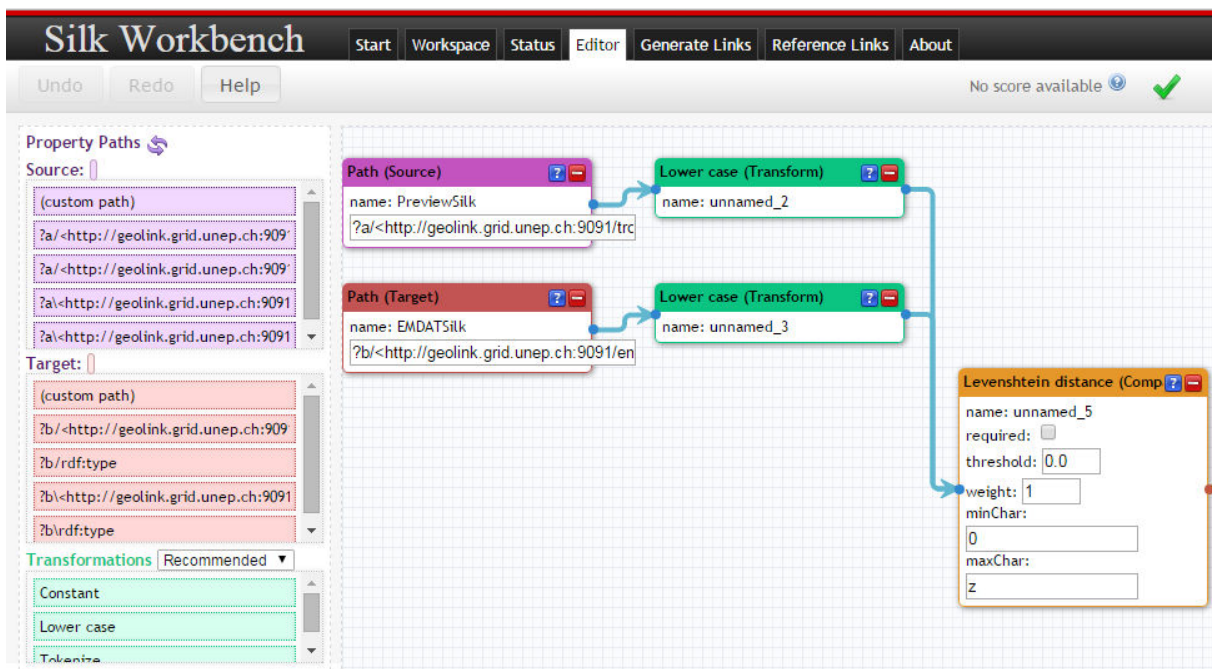 Silk Workbench
Start Workspace Status Editor Generate Links Reference Links About
Undo Redo Help
No score available ?
Property Paths
Source:
(custom path)
?a/<http://geolink.grid.unep.ch:909
?a/<http://geolink.grid.unep.ch:909
?a\<http://geolink.grid.unep.ch:9091
?a\<http://geolink.grid.unep.ch:9091
Target:
(custom path)
?b/<http://geolink.grid.unep.ch:909
?b/rdf:type
?b\<http://geolink.grid.unep.ch:9091
?b\rdf:type
Transformations Recommended
Constant
Lower case
Tokenize
Path (Source) ?
name: PreviewSilk
?a/<http://geolink.grid.unep.ch:9091/trc
Lower case (Transform) ?
name: unnamed_2
Path (Target) ?
name: EMDATSilk
?b/<http://geolink.grid.unep.ch:9091/en
Lower case (Transform) ?
name: unnamed_3
Levenshtein distance (Comp ?
name: unnamed_5
required:
threshold: 0.0
weight: 1
minChar:
0
maxChar:
z